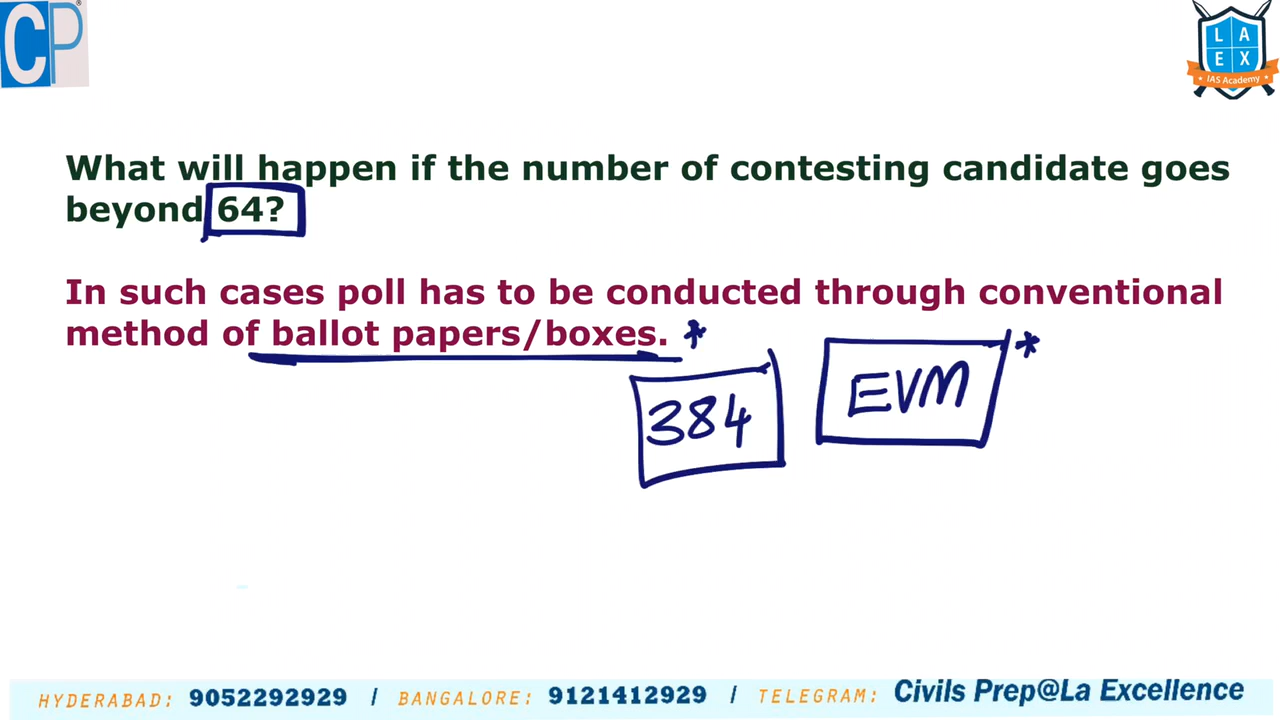 CP®
L A
E X
IAS Academy
What will happen if the number of contesting candidate goes
beyond 64?
In such cases poll has to be conducted through conventional
method of ballot papers/boxes. *
384
EVM *
HYDERABAD: 9052292929 / BANGALORE: 9121412929 / TELEGRAM: Civils Prep@La Excellence